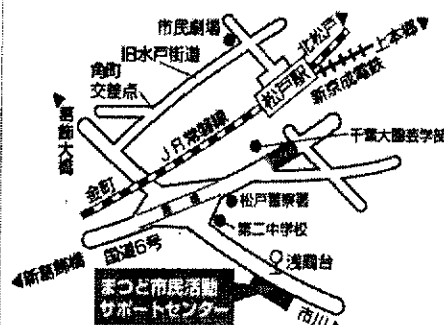 市民劇場
旧水戸街道
角町
交差点
北松戸
上本郷
松戸駅
新京成電鉄
葛飾大橋
JR常磐線
千葉大園芸学部
金町
松戸警察署
第二中学校
国道6号
新葛飾橋
浅間台
まつど市民活動
サポートセンター
市川